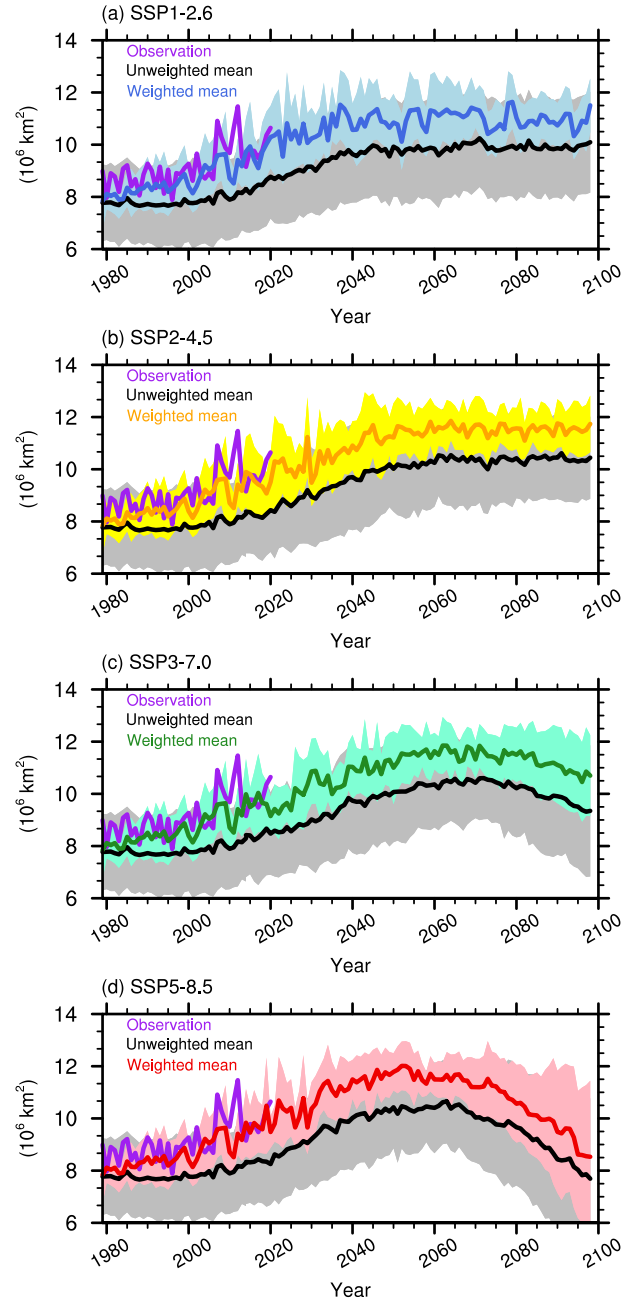 (a) SSP1-2.6
14
12
10
8
6
(10⁶ km²)
Observation
Unweighted mean
Weighted mean
1980 2000 2020 2040 2060 2080 2100
Year
(b) SSP2-4.5
14
12
10
8
6
(10⁶ km²)
Observation
Unweighted mean
Weighted mean
1980 2000 2020 2040 2060 2080 2100
Year
(c) SSP3-7.0
14
12
10
8
6
(10⁶ km²)
Observation
Unweighted mean
Weighted mean
1980 2000 2020 2040 2060 2080 2100
Year
(d) SSP5-8.5
14
12
10
8
6
(10⁶ km²)
Observation
Unweighted mean
Weighted mean
1980 2000 2020 2040 2060 2080 2100
Year